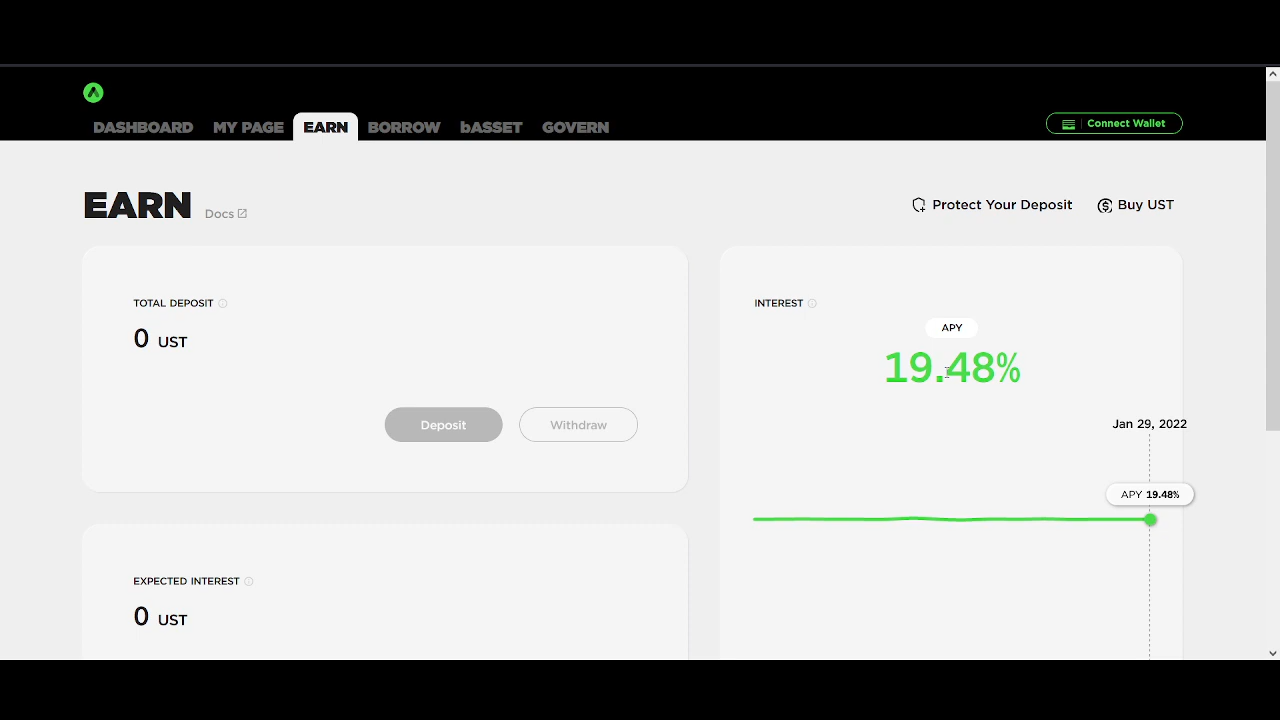 DASHBOARD MY PAGE EARN BORROW bASSET GOVERN Connect Wallet
EARN Docs Protect Your Deposit Buy UST
TOTAL DEPOSIT
0 UST
Deposit Withdraw
INTEREST
APY
19.48%
Jan 29, 2022
APY 19.48%
EXPECTED INTEREST
0 UST